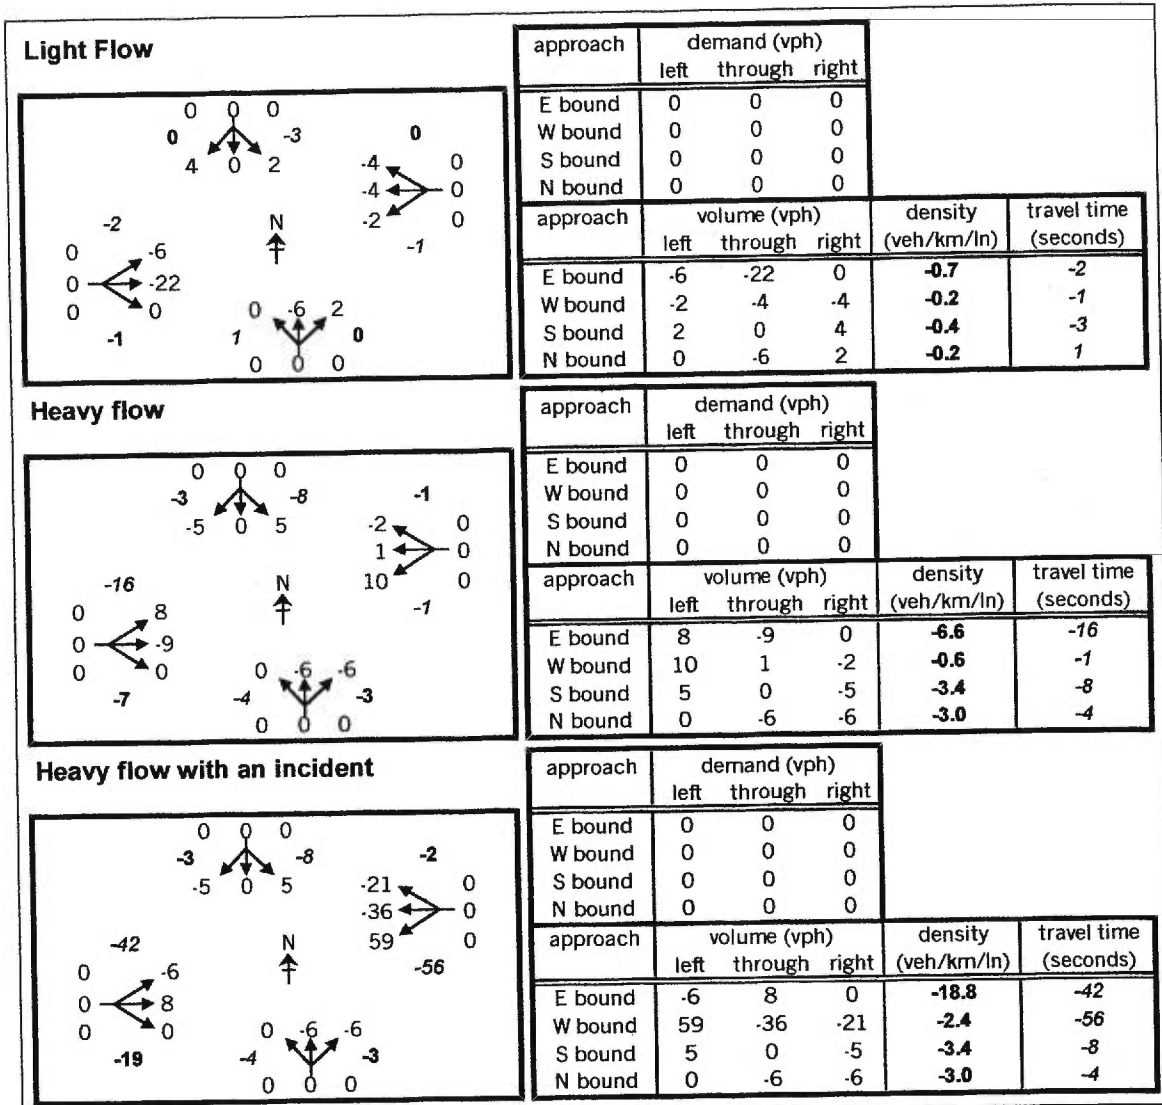 Light Flow
0 0 0
0 -3
4 0 2
0
-4 0
-4 0
-2 0
-1
N
-2
0 -6
0 -22
0 0
-1
0 -6 2
1 0
0 0 0
approach demand (vph)
left through right
E bound 0 0 0
W bound 0 0 0
S bound 0 0 0
N bound 0 0 0
approach volume (vph) density travel time
left through right (veh/km/ln) (seconds)
E bound -6 -22 0 -0.7 -2
W bound -2 -4 -4 -0.2 -1
S bound 2 0 4 -0.4 -3
N bound 0 -6 2 -0.2 1
Heavy flow
0 0 0
-3 -8
-5 0 5
-1
-2 0
1 0
10 0
-1
N
-16
0 8
0 -9
0 0
-7
0 -6 -6
-4 -3
0 0 0
approach demand (vph)
left through right
E bound 0 0 0
W bound 0 0 0
S bound 0 0 0
N bound 0 0 0
approach volume (vph) density travel time
left through right (veh/km/ln) (seconds)
E bound 8 -9 0 -6.6 -16
W bound 10 1 -2 -0.6 -1
S bound 5 0 -5 -3.4 -8
N bound 0 -6 -6 -3.0 -4
Heavy flow with an incident
0 0 0
-3 -8
-5 0 5
-2
-21 0
-36 0
59 0
-56
N
-42
0 -6
0 8
0 0
-19
0 -6 -6
-4 -3
0 0 0
approach demand (vph)
left through right
E bound 0 0 0
W bound 0 0 0
S bound 0 0 0
N bound 0 0 0
approach volume (vph) density travel time
left through right (veh/km/ln) (seconds)
E bound -6 8 0 -18.8 -42
W bound 59 -36 -21 -2.4 -56
S bound 5 0 -5 -3.4 -8
N bound 0 -6 -6 -3.0 -4